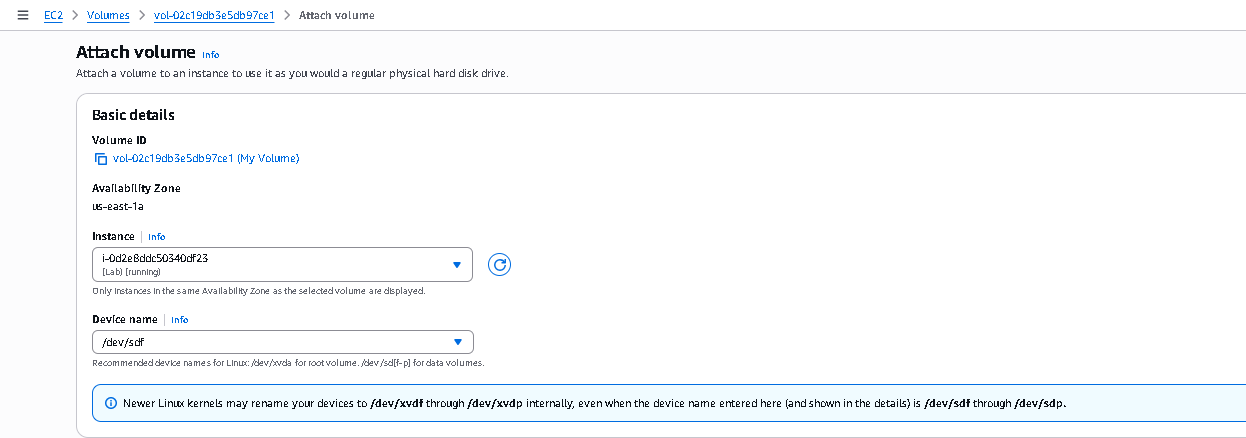 EC2 > Volumes > vol-02c19db3e5db97ce1 > Attach volume
Attach volume Info
Attach a volume to an instance to use it as you would a regular physical hard disk drive.
Basic details
Volume ID
vol-02c19db3e5db97ce1 (My Volume)
Availability Zone
us-east-1a
Instance | Info
i-0d2e8ddc50340df23
(Lab) (running)
Only instances in the same Availability Zone as the selected volume are displayed.
Device name | Info
/dev/sdf
Recommended device names for Linux: /dev/xvda for root volume. /dev/sd[f-p] for data volumes.
Newer Linux kernels may rename your devices to /dev/xvdf through /dev/xvdp internally, even when the device name entered here (and shown in the details) is /dev/sdf through /dev/sdp.